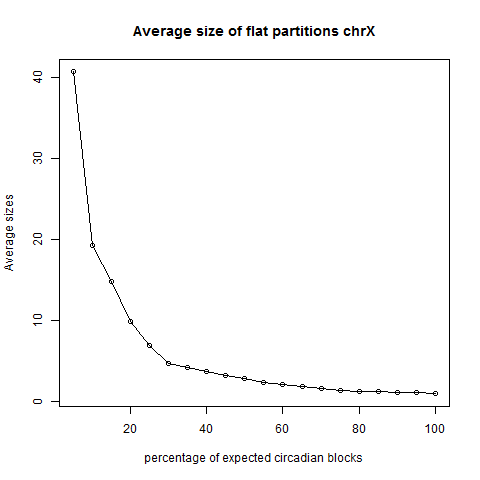 Average size of flat partitions chrX
Average sizes
40
30
20
10
0
20 40 60 80 100
percentage of expected circadian blocks